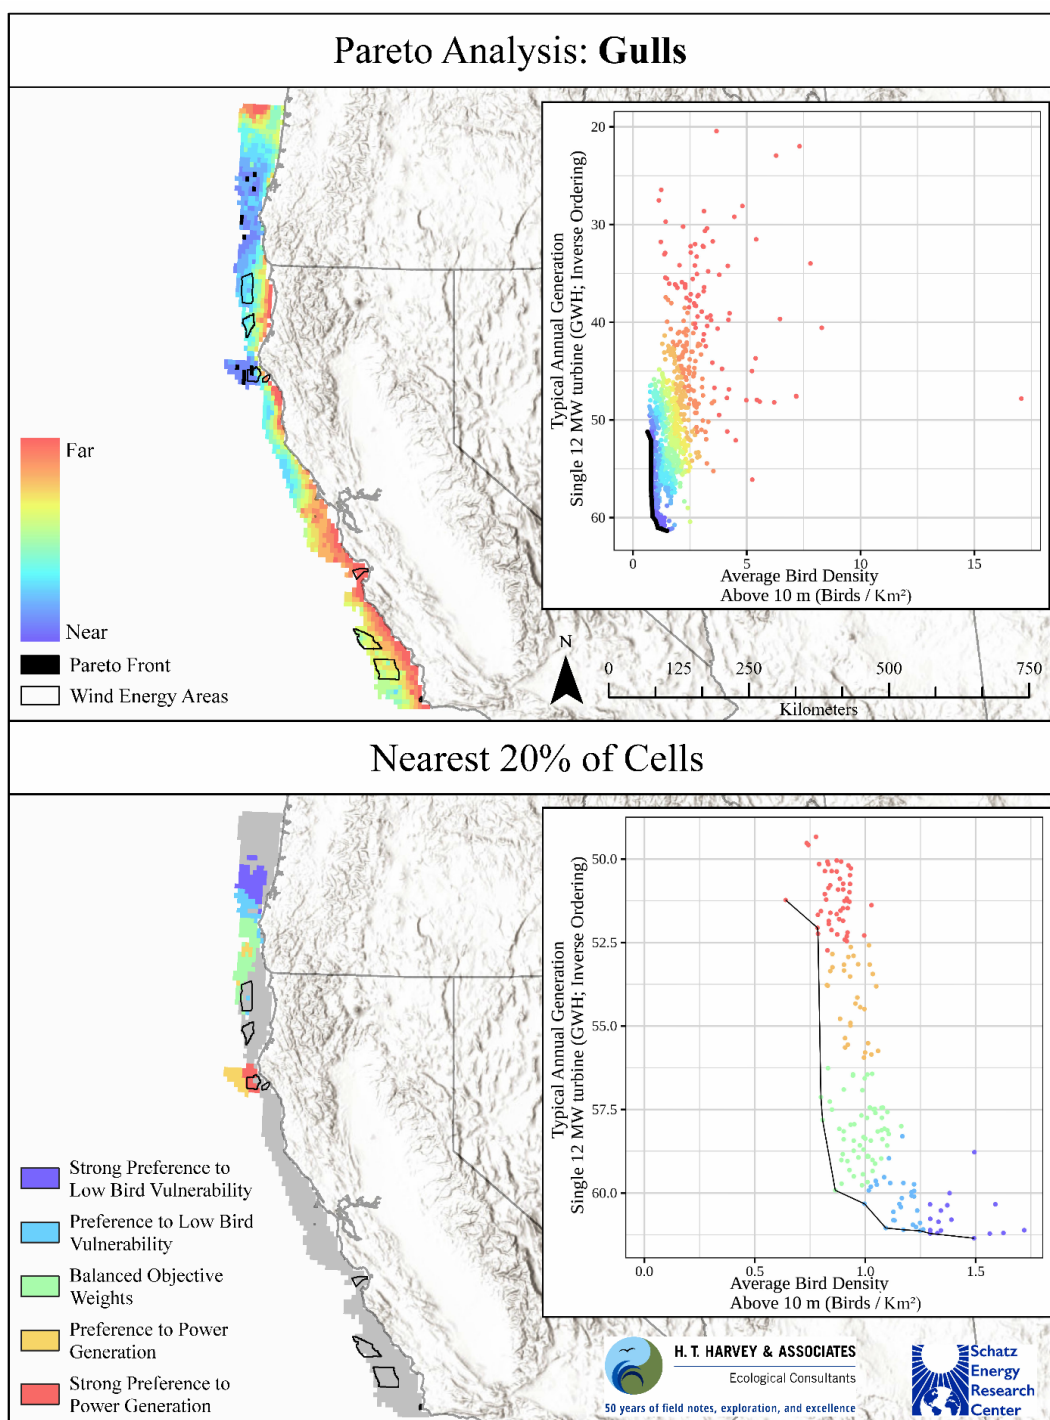 Pareto Analysis: Gulls
Far
Near
Pareto Front
Wind Energy Areas
20
30
40
50
60
0
5
10
15
Typical Annual Generation
Single 12 MW turbine (GWH; Inverse Ordering)
Average Bird Density
Above 10 m (Birds / Km²)
N
0
125
250
500
750
Kilometers
Nearest 20% of Cells
Strong Preference to
Low Bird Vulnerability
Preference to Low Bird
Vulnerability
Balanced Objective
Weights
Preference to Power
Generation
Strong Preference to
Power Generation
50.0
52.5
55.0
57.5
60.0
0.0
0.5
1.0
1.5
Typical Annual Generation
Single 12 MW turbine (GWH; Inverse Ordering)
Average Bird Density
Above 10 m (Birds / Km²)
H. T. HARVEY & ASSOCIATES
Ecological Consultants
50 years of field notes, exploration, and excellence
Schatz
Energy
Research
Center